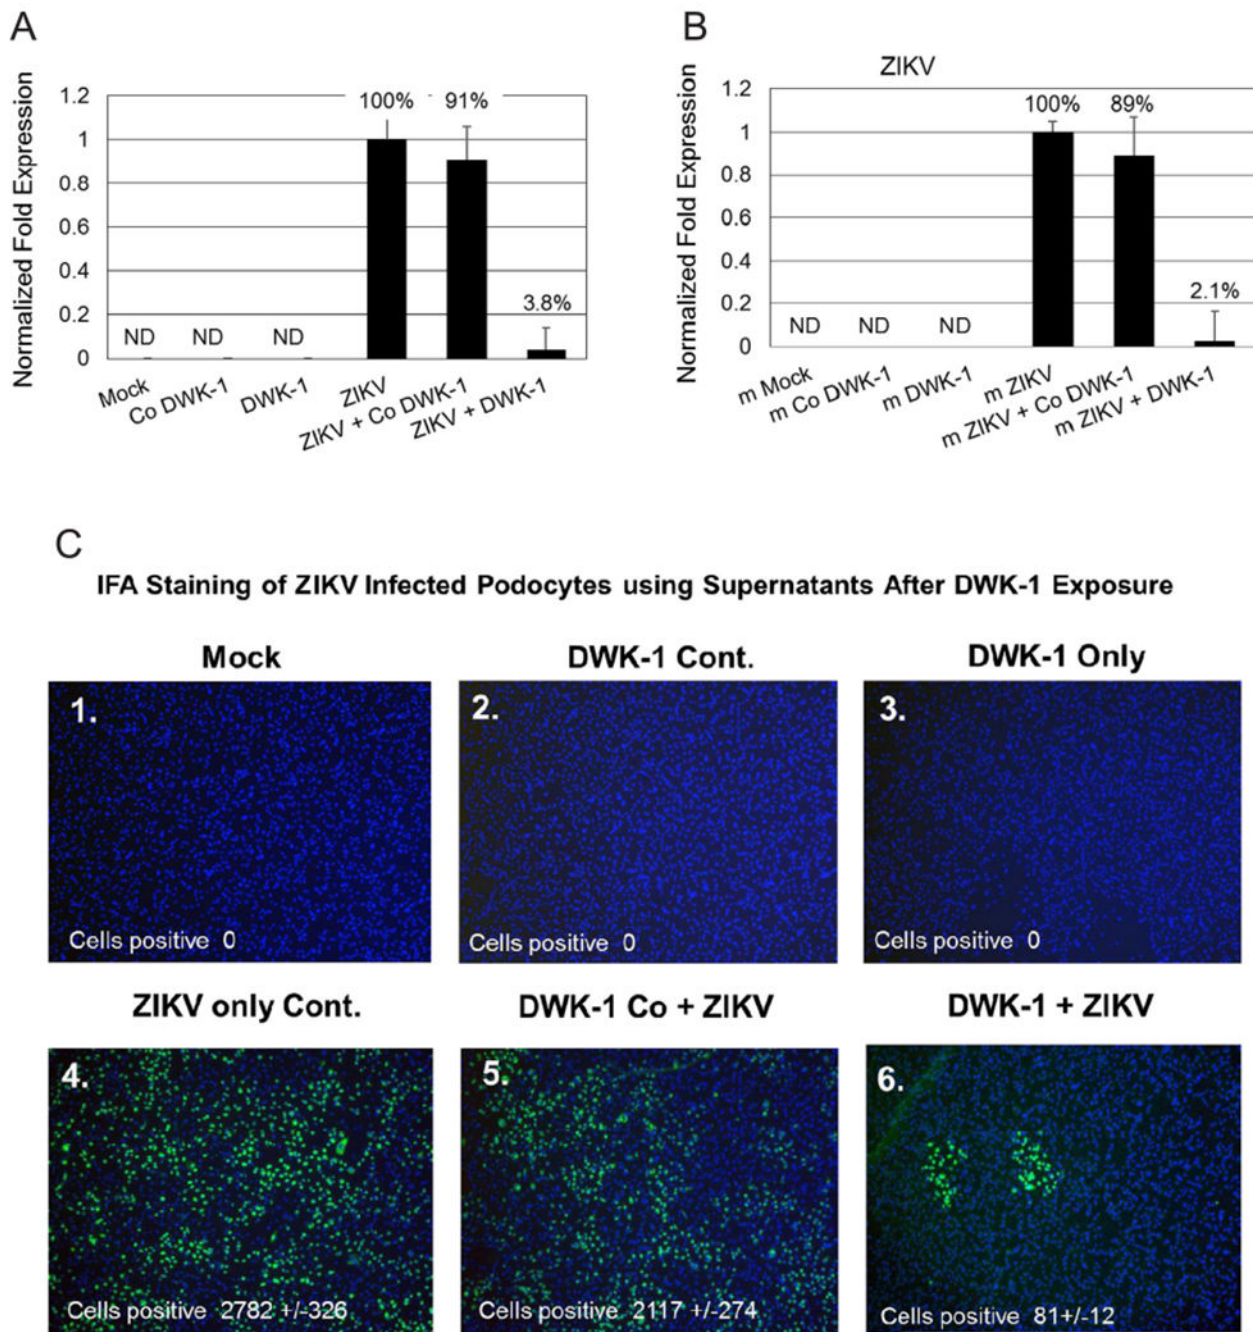 A
Normalized Fold Expression
1.2
1
0.8
0.6
0.4
0.2
0
100%
91%
3.8%
ND
ND
ND
Mock
Co DWK-1
DWK-1
ZIKV
ZIKV + Co DWK-1
ZIKV + DWK-1
B
ZIKV
Normalized Fold Expression
1.2
1
0.8
0.6
0.4
0.2
0
100%
89%
2.1%
ND
ND
ND
m Mock
m Co DWK-1
m DWK-1
m ZIKV
m ZIKV + Co DWK-1
m ZIKV + DWK-1
C
IFA Staining of ZIKV Infected Podocytes using Supernatants After DWK-1 Exposure
Mock
1.
Cells positive 0
DWK-1 Cont.
2.
Cells positive 0
DWK-1 Only
3.
Cells positive 0
ZIKV only Cont.
4.
Cells positive 2782 +/-326
DWK-1 Co + ZIKV
5.
Cells positive 2117 +/-274
DWK-1 + ZIKV
6.
Cells positive 81+/-12